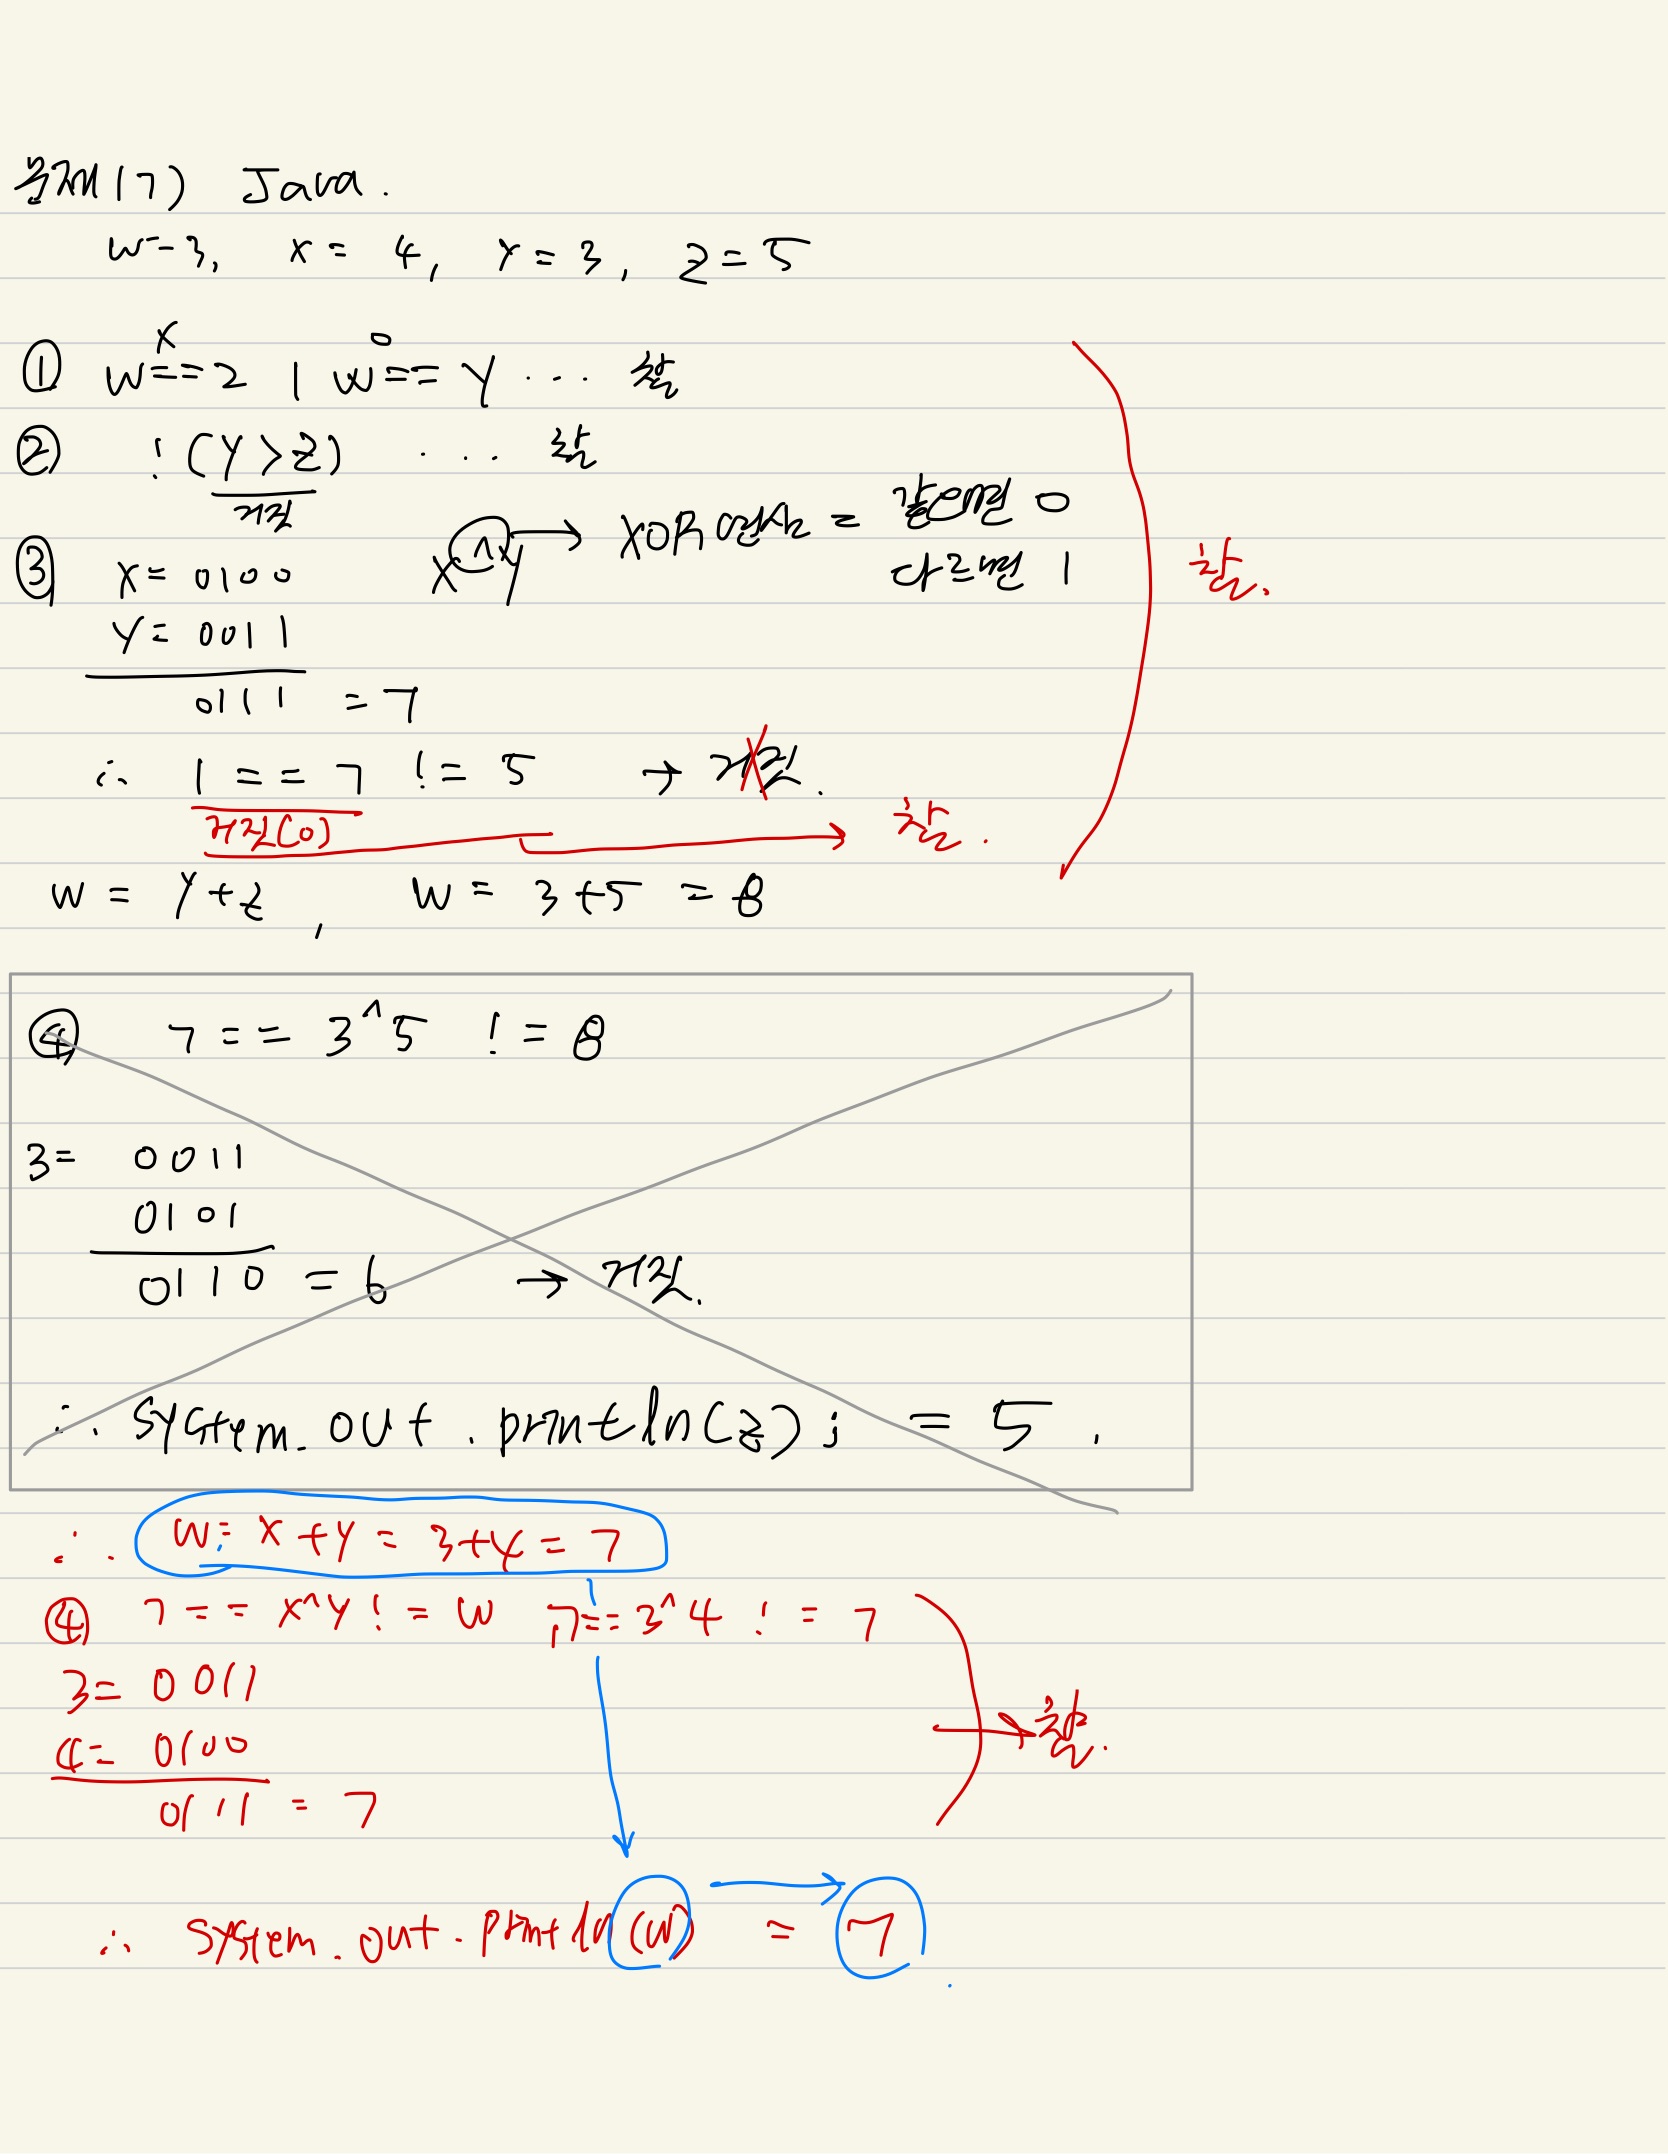 문제(7) Java.
W=3, X= 4, Y=3, Z=5
① W==2 | W==Y ... 참
X O
② !(Y>Z) ... 참
거짓
③ X= 0100 X^Y → XOR연산 = 같으면 0
다르면 1
Y= 0011
0111 =7
참.
∴ 1 == 7 != 5 → 거짓.
거짓(0) 참.
W = Y+Z, W = 3+5 =8
④ 7 == 3^5 != 8
3= 0011
0101
0110 = 6 → 거짓.
∴ System.out.println(Z); = 5.
∴ W= X+Y = 3+4=7
④ 7 == X^Y != W 7==3^4 != 7
3= 0011
4= 0100 참.
0111 = 7
∴ System.out.println(W) = 7